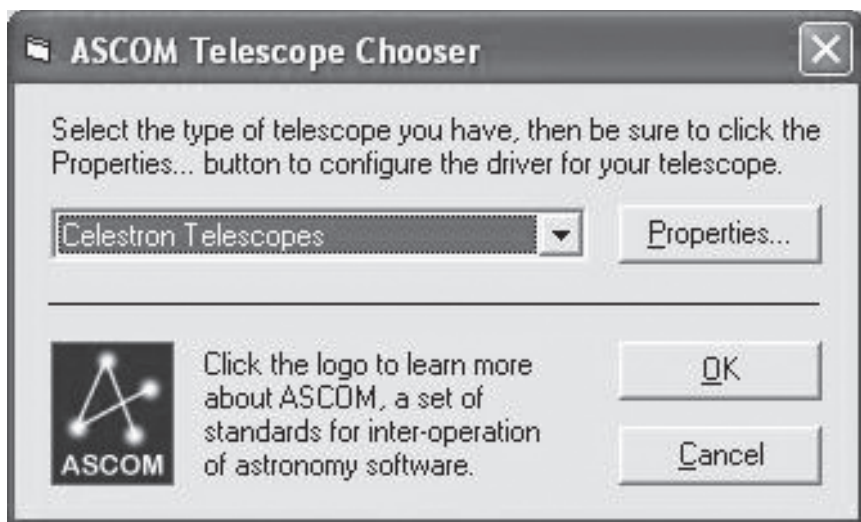 ASCOM Telescope Chooser
Select the type of telescope you have, then be sure to click the
Properties... button to configure the driver for your telescope.
Celestron Telescopes
Properties...
Click the logo to learn more
about ASCOM, a set of
standards for inter-operation
of astronomy software.
ASCOM
OK
Cancel